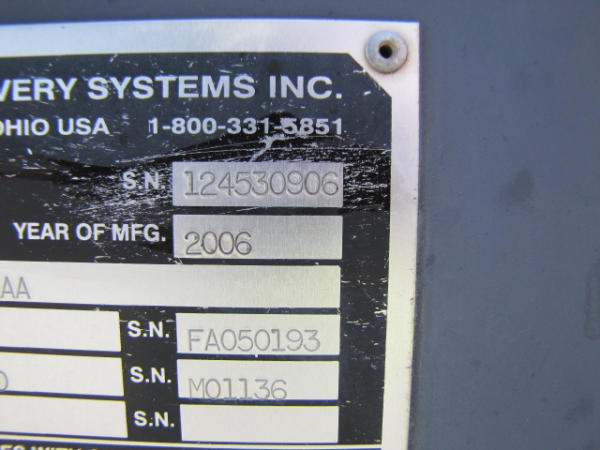 VERY SYSTEMS INC.
OHIO USA 1-800-331-5851
S.N. 124530906
YEAR OF MFG. 2006
AA
S.N. FA050193
S.N. M01136
S.N.